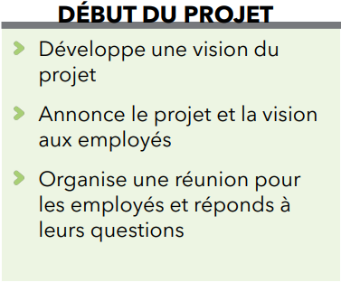 DÉBUT DU PROJET
Développe une vision du
projet
Annonce le projet et la vision
aux employés
Organise une réunion pour
les employés et réponds à
leurs questions